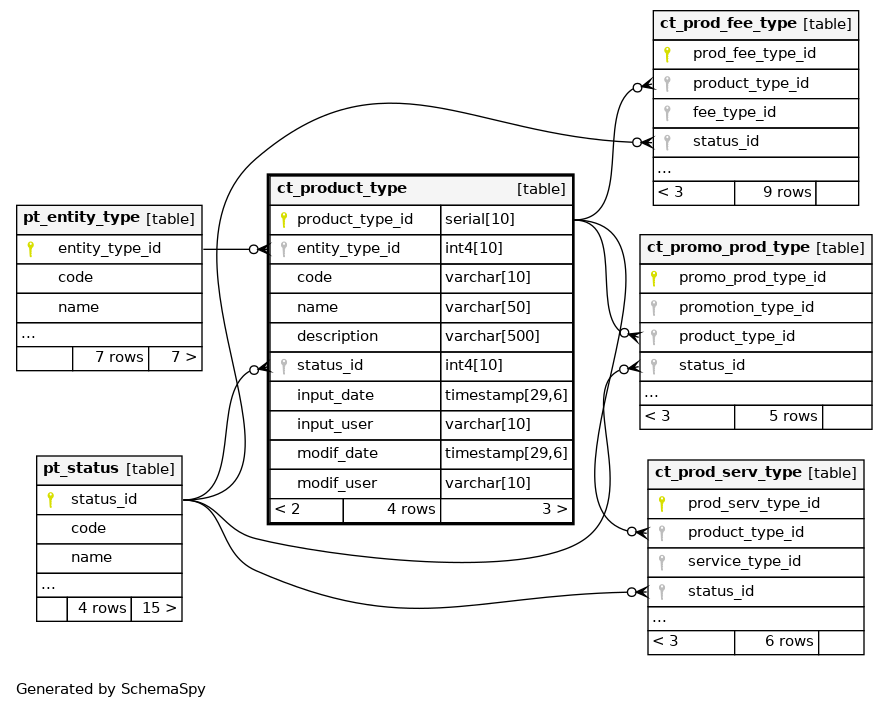 ct_prod_fee_type [table]
prod_fee_type_id
product_type_id
fee_type_id
status_id
...
< 3 9 rows
ct_product_type [table]
product_type_id serial[10]
entity_type_id int4[10]
code varchar[10]
name varchar[50]
description varchar[500]
status_id int4[10]
input_date timestamp[29,6]
input_user varchar[10]
modif_date timestamp[29,6]
modif_user varchar[10]
< 2 4 rows 3 >
pt_entity_type [table]
entity_type_id
code
name
...
7 rows 7 >
ct_promo_prod_type [table]
promo_prod_type_id
promotion_type_id
product_type_id
status_id
...
< 3 5 rows
pt_status [table]
status_id
code
name
...
4 rows 15 >
ct_prod_serv_type [table]
prod_serv_type_id
product_type_id
service_type_id
status_id
...
< 3 6 rows
Generated by SchemaSpy